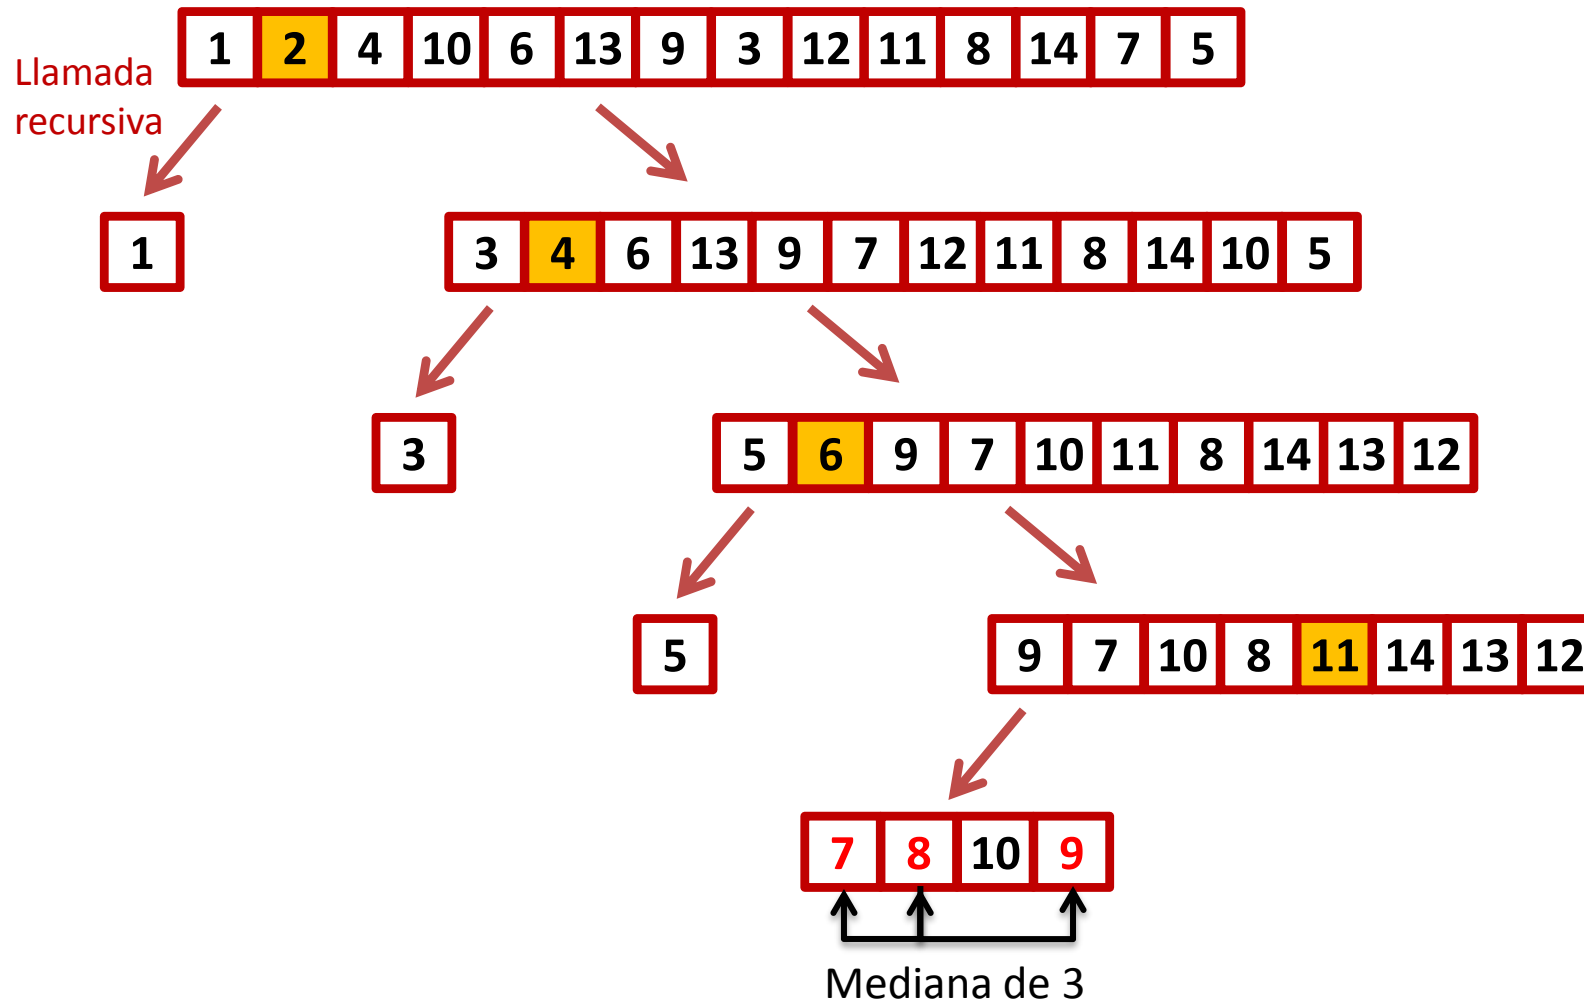 1 2 4 10 6 13 9 3 12 11 8 14 7 5
Llamada
recursiva
1
3 4 6 13 9 7 12 11 8 14 10 5
3
5 6 9 7 10 11 8 14 13 12
5
9 7 10 8 11 14 13 12
7 8 10 9
Mediana de 3